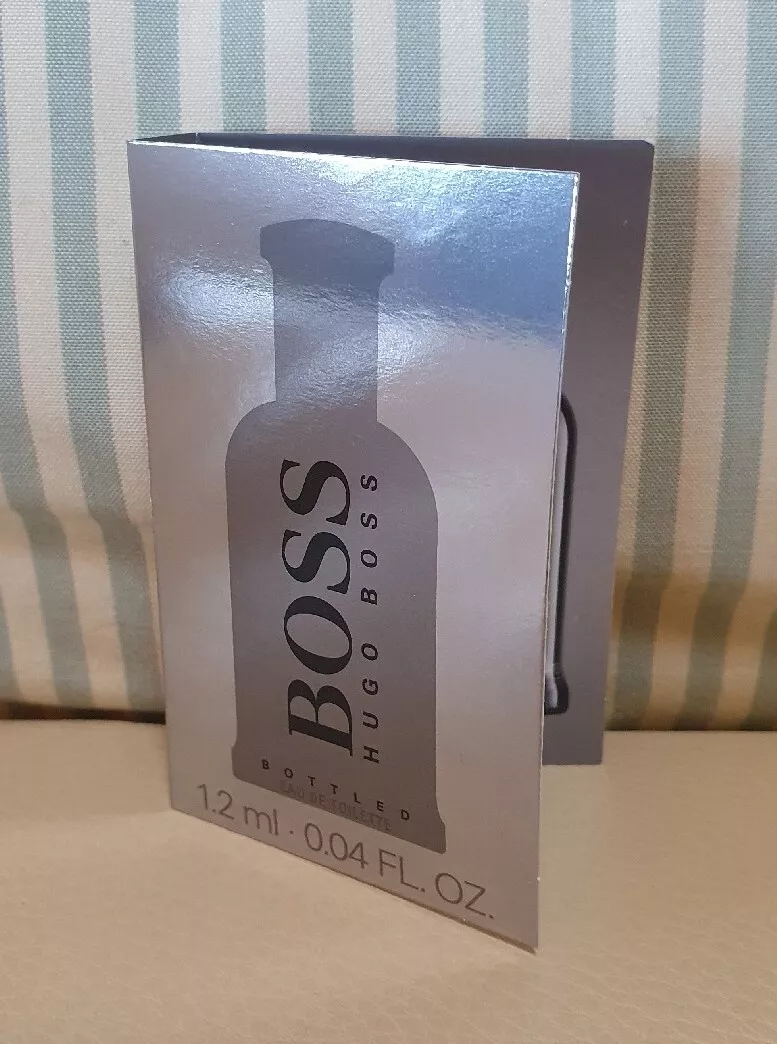 BOSS
HUGO BOSS
BOTTLED
EAU DE TOILETTE
1.2 ml · 0.04 FL. OZ.